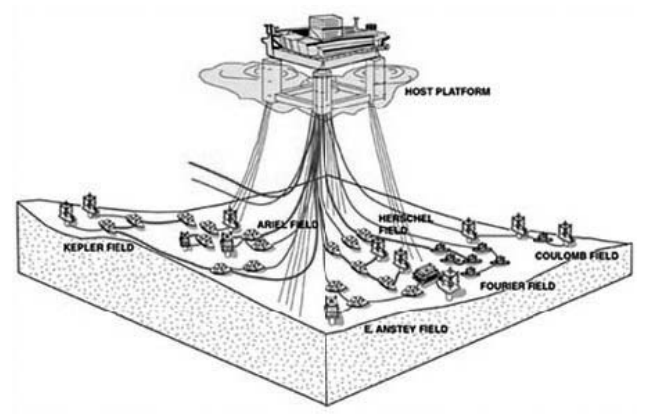 HOST PLATFORM
ARIEL FIELD
HERSCHEL
FIELD
KEPLER FIELD
COULOMB FIELD
FOURIER FIELD
E. ANSTEY FIELD